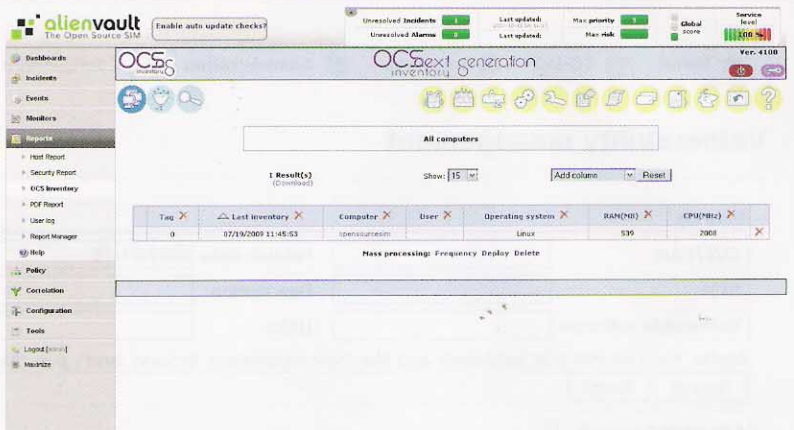 alienvault
The Open Source SIM
Enable auto update checks?
Unresolved Incidents 1
Unresolved Alarms
Last updated:
Last updated:
Max priority
Max risk
Global score
Service level
100 %
Dashboards
Incidents
Events
Monitors
Reports
Host Report
Security Report
OCS Inventory
PDF Report
User log
Report Manager
Help
Policy
Correlation
Configuration
Tools
Logout [admin]
Maximize
OCS
inventory
OCS next generation
inventory
Ver. 4100
All computers
1 Result(s)
(Download)
Show: 15
Add column
Reset
Tag Last inventory Computer User Operating system RAM(MB) CPU(MHz)
0 07/19/2009 11:45:53 opensourcesim Linux 539 2008
Mass processing: Frequency Deploy Delete